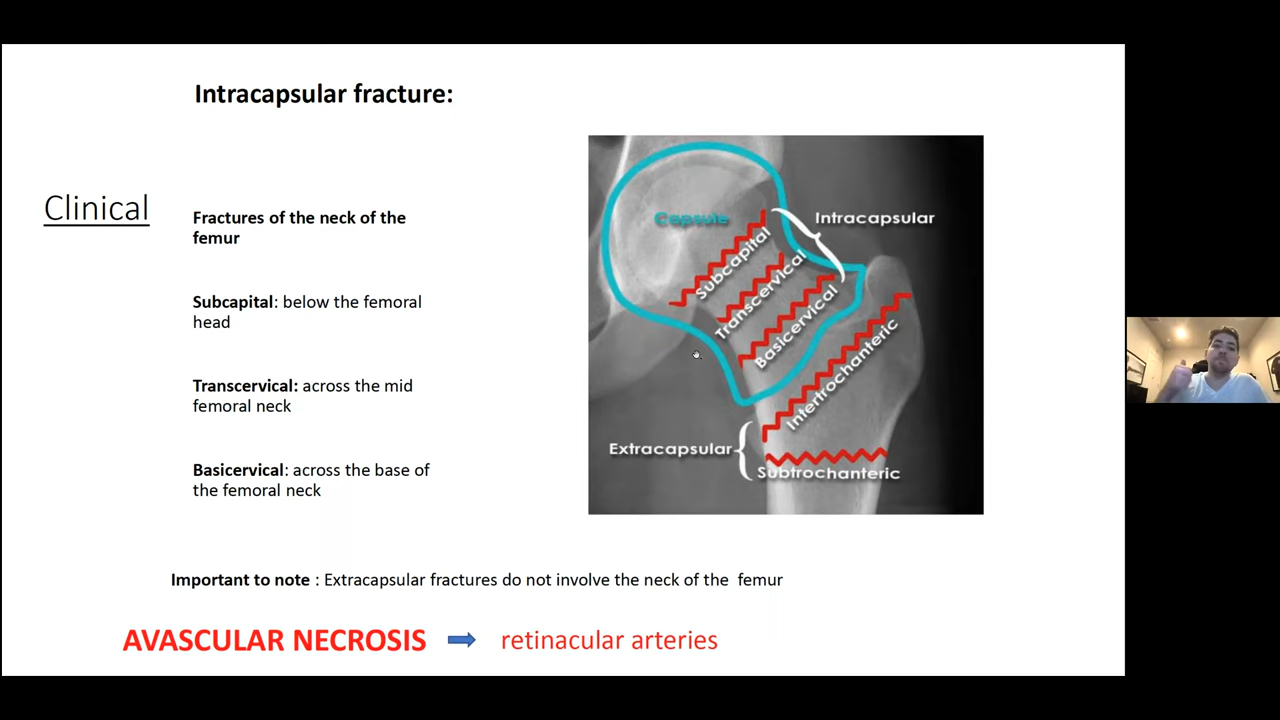 Intracapsular fracture:
Clinical
Fractures of the neck of the
femur
Subcapital: below the femoral
head
Transcervical: across the mid
femoral neck
Basicervical: across the base of
the femoral neck
Capsule
Intracapsular
Subcapital
Transcervical
Basicervical
Intertrochanteric
Extracapsular
Subtrochanteric
Important to note : Extracapsular fractures do not involve the neck of the femur
AVASCULAR NECROSIS retinacular arteries